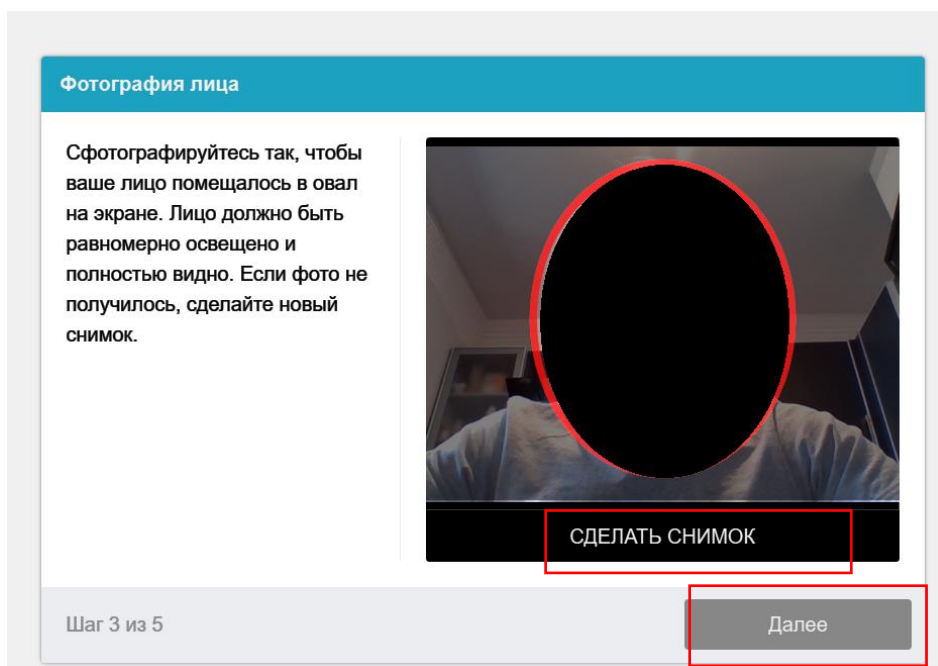 Фотография лица
Сфотографируйтесь так, чтобы
ваше лицо помещалось в овал
на экране. Лицо должно быть
равномерно освещено и
полностью видно. Если фото не
получилось, сделайте новый
снимок.
СДЕЛАТЬ СНИМОК
Шаг 3 из 5
Далее